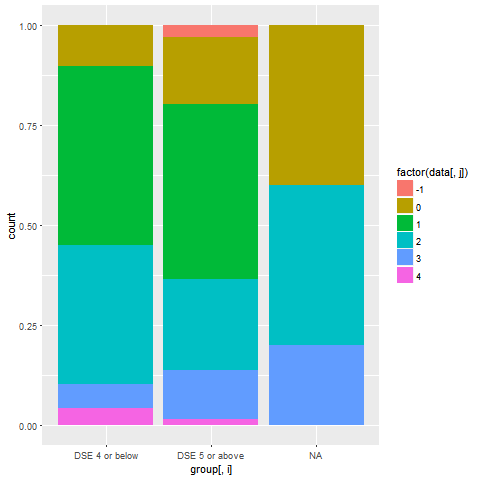 1.00
0.75
0.50
0.25
0.00
count
DSE 4 or below
DSE 5 or above
NA
group[, i]
factor(data[, j])
-1
0
1
2
3
4